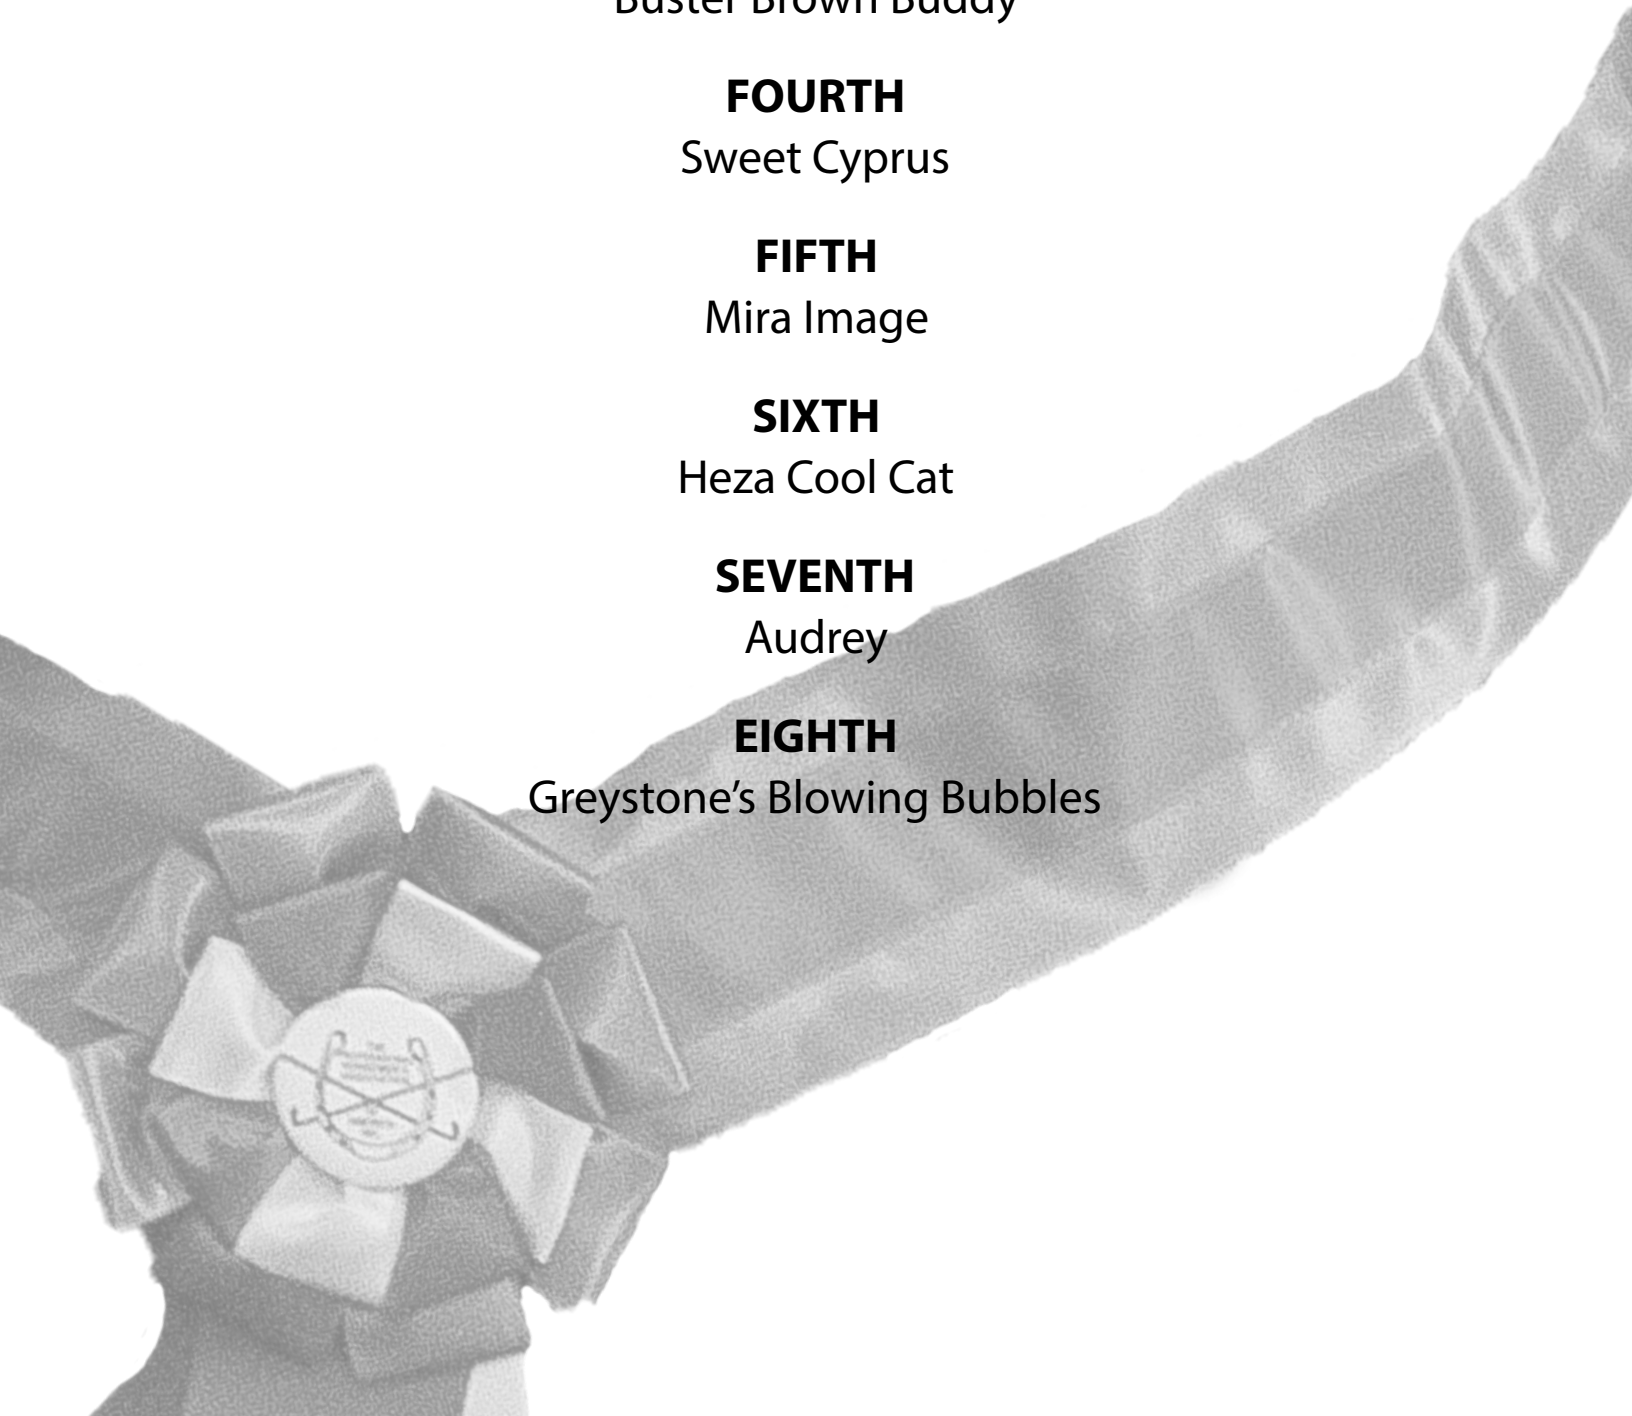 Buster Brown Buddy
FOURTH
Sweet Cyprus
FIFTH
Mira Image
SIXTH
Heza Cool Cat
SEVENTH
Audrey
EIGHTH
Greystone’s Blowing Bubbles
THE